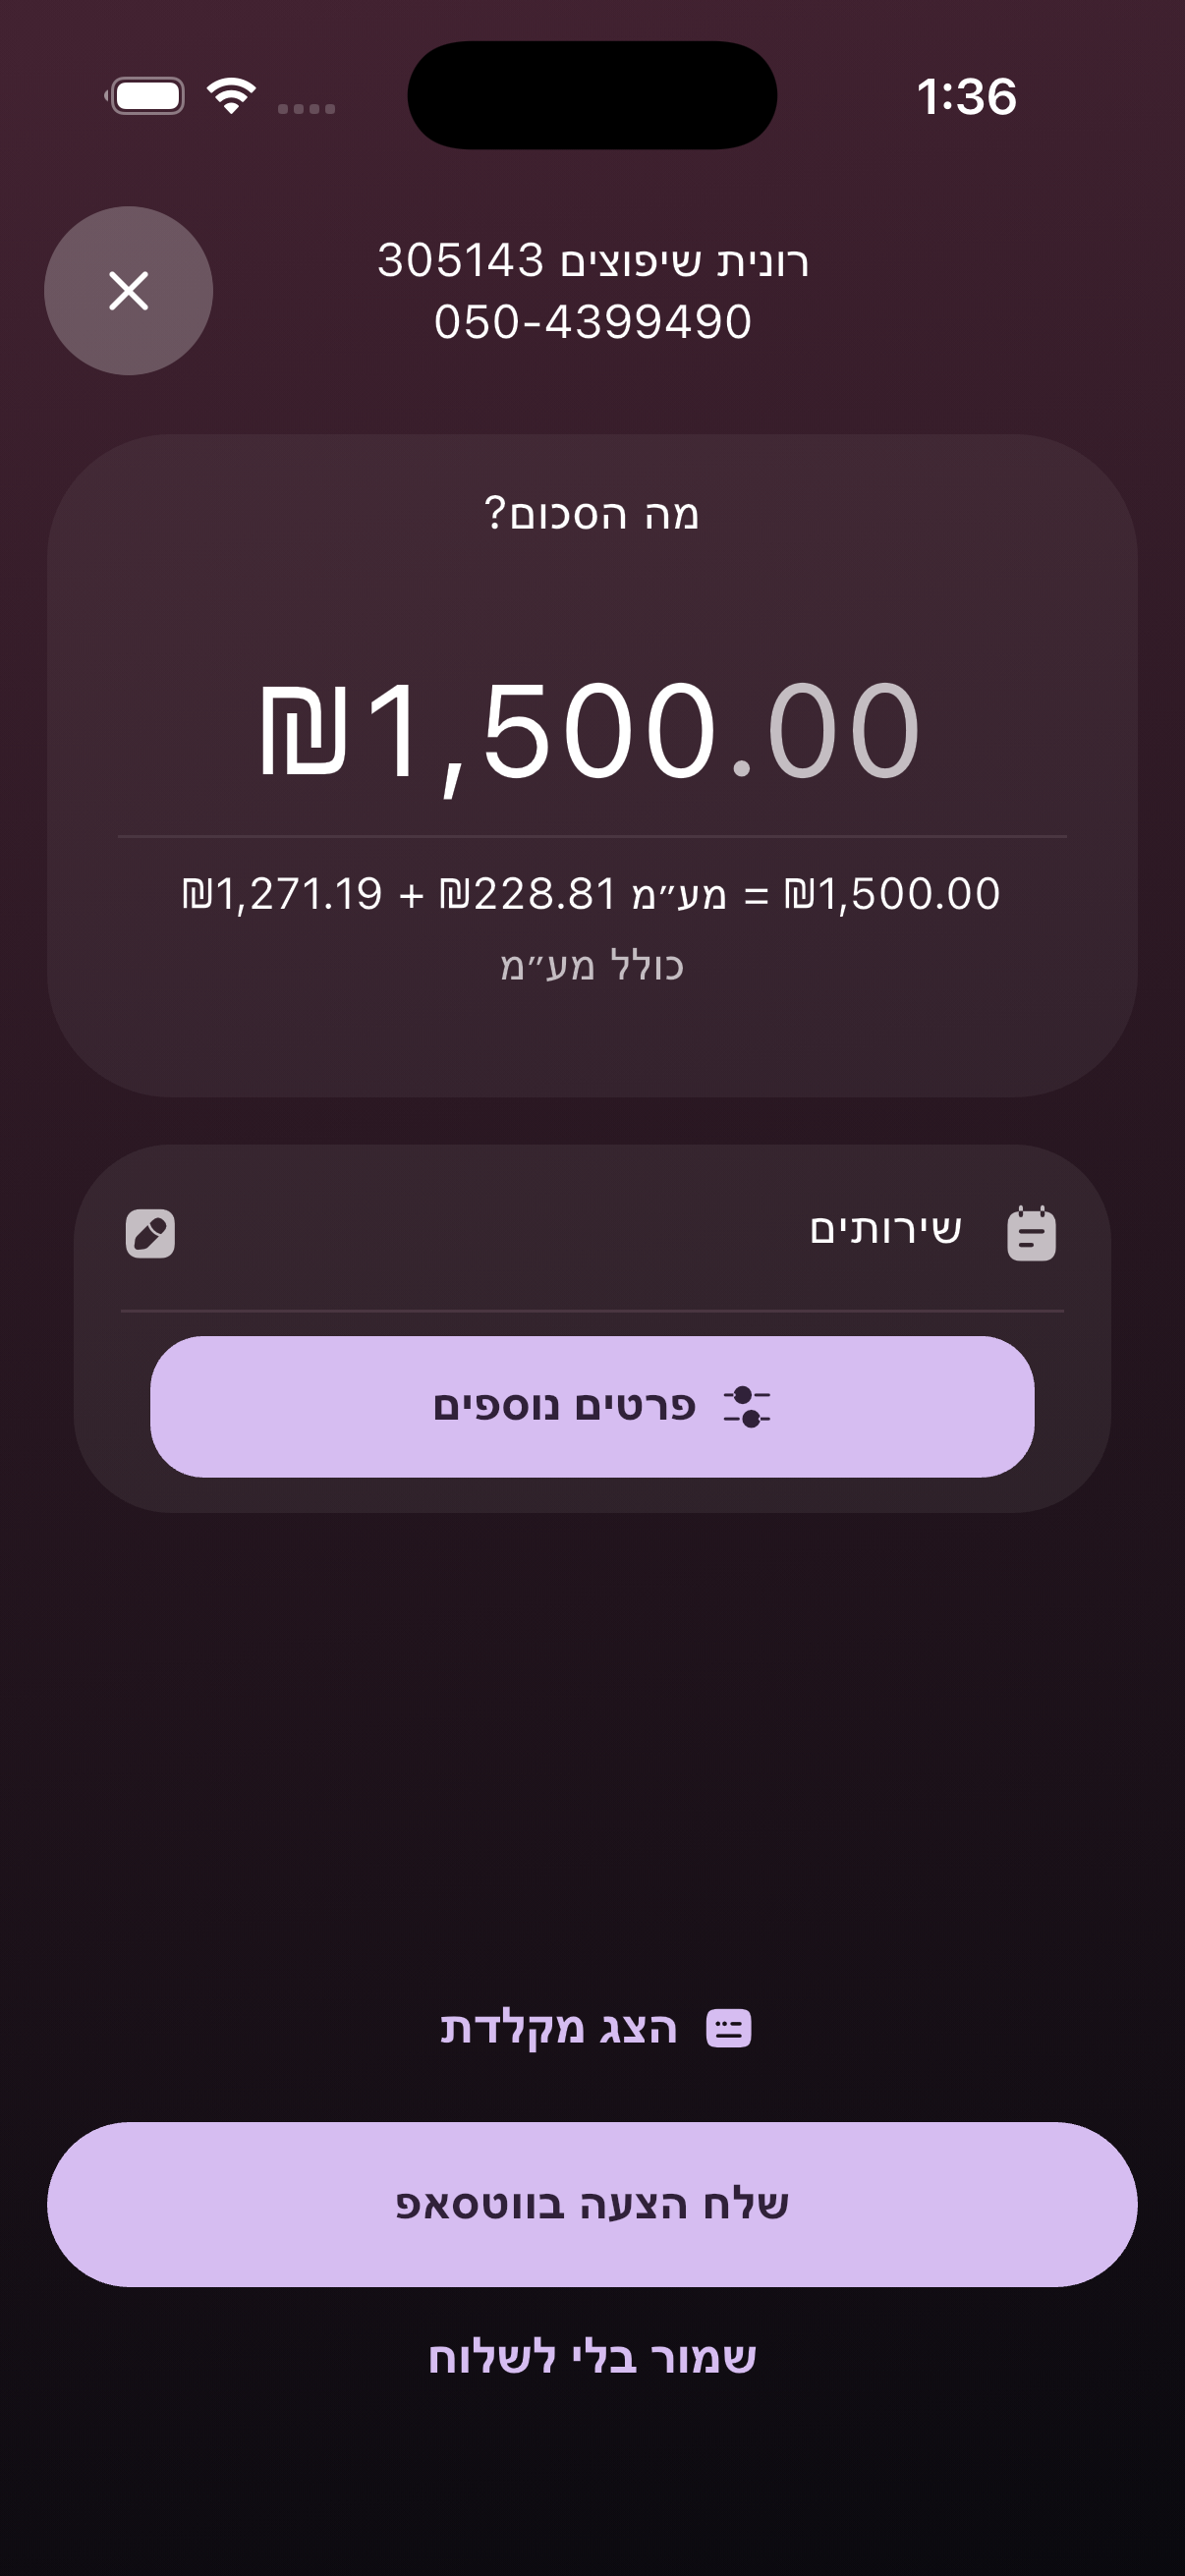 1:36
רונית שיפוצים 305143
050-4399490
מה הסכום?
₪1,500.00
₪1,271.19 + ₪228.81 מע״מ = ₪1,500.00
כולל מע״מ
שירותים
פרטים נוספים
הצג מקלדת
שלח הצעה בווטסאפ
שמור בלי לשלוח